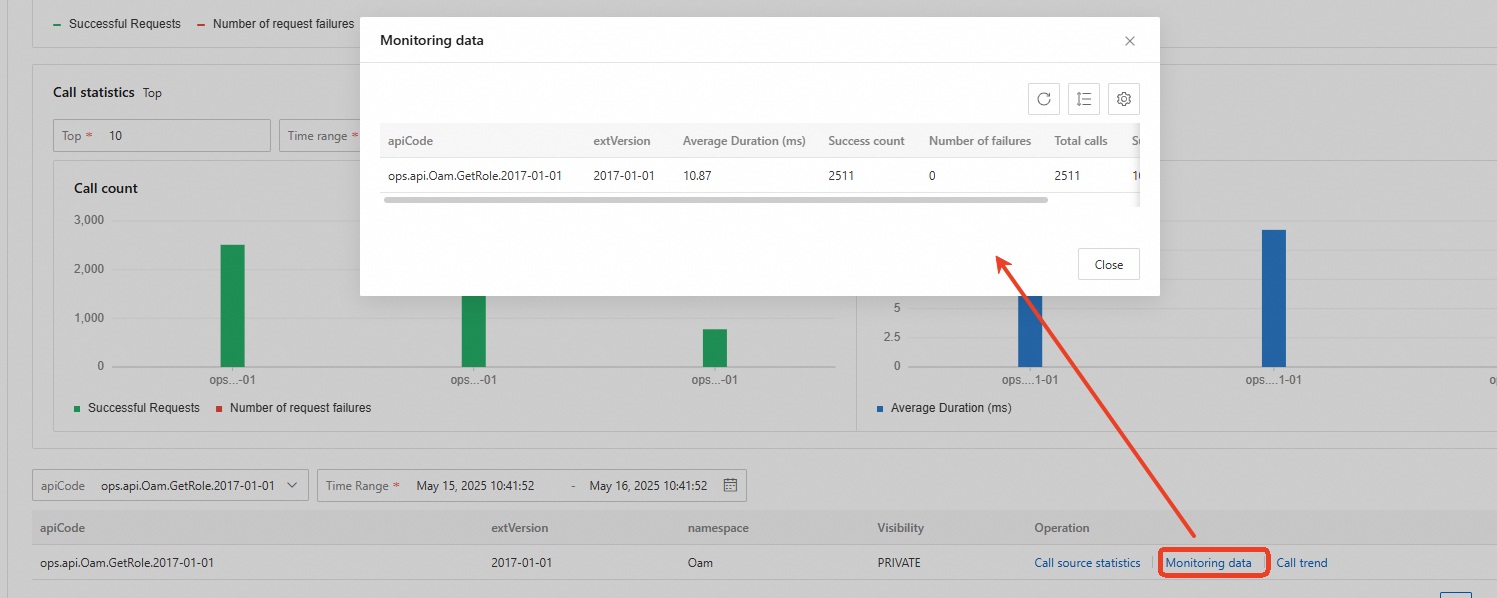 Successful Requests Number of request failures
Monitoring data
Call statistics Top
Top * 10 Time range *
apiCode extVersion Average Duration (ms) Success count Number of failures Total calls
ops.api.Oam.GetRole.2017-01-01 2017-01-01 10.87 2511 0 2511
Close
Call count
3,000
2,000
1,000
0
ops...-01 ops...-01 ops...-01
Successful Requests Number of request failures
5
2.5
0
ops....1-01 ops....1-01
Average Duration (ms)
apiCode ops.api.Oam.GetRole.2017-01-01 Time Range * May 15, 2025 10:41:52 - May 16, 2025 10:41:52
apiCode extVersion namespace Visibility Operation
ops.api.Oam.GetRole.2017-01-01 2017-01-01 Oam PRIVATE Call source statistics Monitoring data Call trend